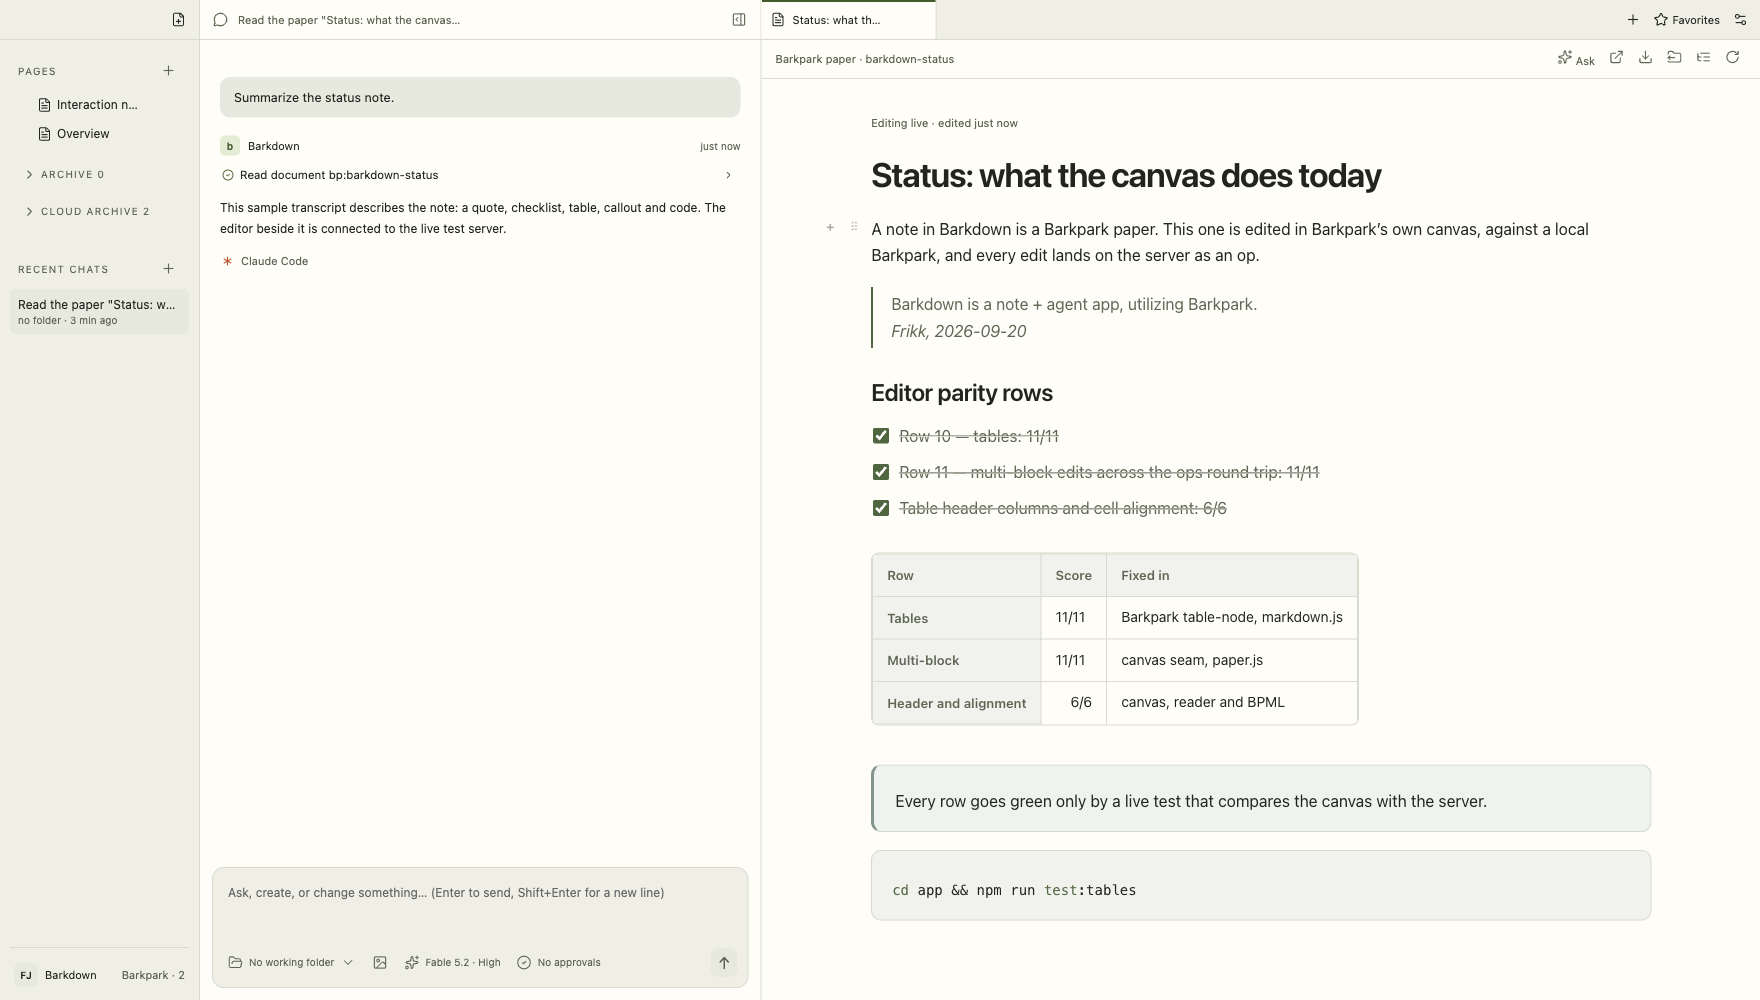 PAGES
Interaction n...
Overview
ARCHIVE 0
CLOUD ARCHIVE 2
RECENT CHATS
Read the paper "Status: w...
no folder · 3 min ago
FJ Barkdown Barkpark · 2
Read the paper "Status: what the canvas...
Summarize the status note.
b Barkdown just now
Read document bp:barkdown-status
This sample transcript describes the note: a quote, checklist, table, callout and code. The
editor beside it is connected to the live test server.
Claude Code
Ask, create, or change something... (Enter to send, Shift+Enter for a new line)
No working folder Fable 5.2 · High No approvals
Status: what th... Favorites
Barkpark paper · barkdown-status Ask
Editing live · edited just now
Status: what the canvas does today
A note in Barkdown is a Barkpark paper. This one is edited in Barkpark’s own canvas, against a local
Barkpark, and every edit lands on the server as an op.
Barkdown is a note + agent app, utilizing Barkpark.
Frikk, 2026-09-20
Editor parity rows
Row 10 — tables: 11/11
Row 11 — multi-block edits across the ops round trip: 11/11
Table header columns and cell alignment: 6/6
Row Score Fixed in
Tables 11/11 Barkpark table-node, markdown.js
Multi-block 11/11 canvas seam, paper.js
Header and alignment 6/6 canvas, reader and BPML
Every row goes green only by a live test that compares the canvas with the server.
cd app && npm run test:tables